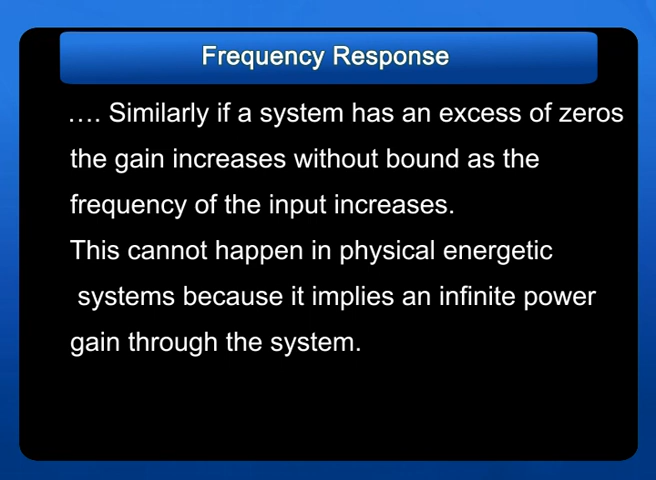 Frequency Response
.... Similarly if a system has an excess of zeros
the gain increases without bound as the
frequency of the input increases.
This cannot happen in physical energetic
systems because it implies an infinite power
gain through the system.